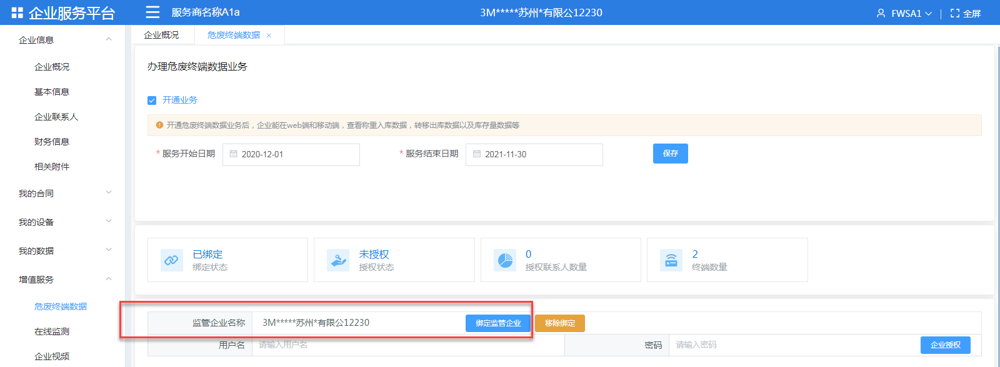 企业服务平台
服务商名称A1a
3M*****苏州*有限公12230
FWSA1
全屏
企业信息
企业概况
基本信息
企业联系人
财务信息
相关附件
我的合同
我的设备
我的数据
增值服务
危废终端数据
在线监测
企业视频
企业概况
危废终端数据 ×
办理危废终端数据业务
开通业务
开通危废终端数据业务后，企业能在web端和移动端，查看称重入库数据，转移出库数据以及库存量数据等
* 服务开始日期 2020-12-01
* 服务结束日期 2021-11-30
保存
已绑定
绑定状态
未授权
授权状态
0
授权联系人数量
2
终端数量
监管企业名称 3M*****苏州*有限公12230 绑定监管企业 移除绑定
用户名 请输入用户名 密码 请输入密码 企业授权